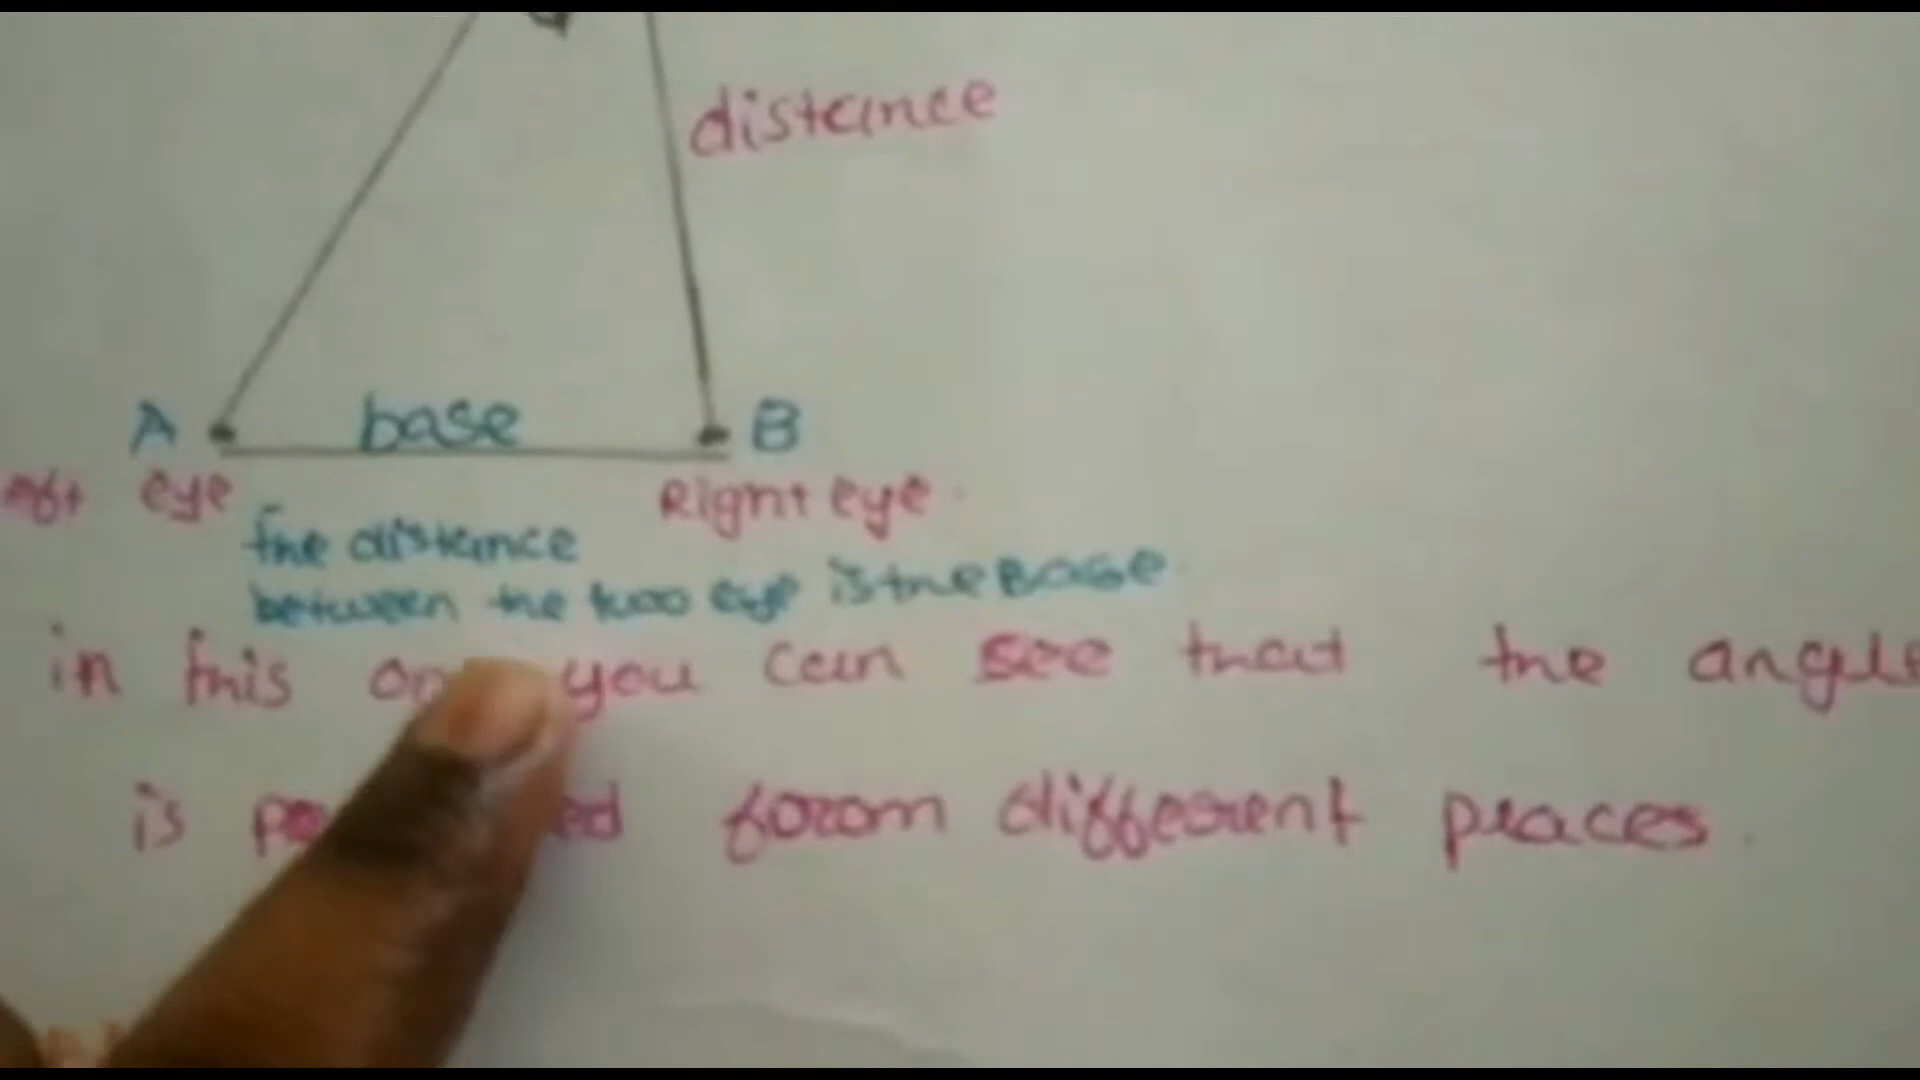 distance
A base B
eye Right eye
the distance
between the two eye is the Base
in this you can see that the angle
is forom different places.